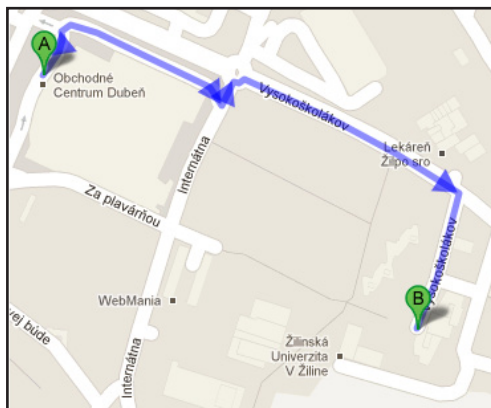 A
Obchodné
Centrum Dubeň
Vysokoškolákov
Lekáreň
Žilpo sro
Internátna
Za plavárňou
Vysokoškolákov
B
WebMania
vej búde
Internátna
Žilinská
Univerzita
V Žiline